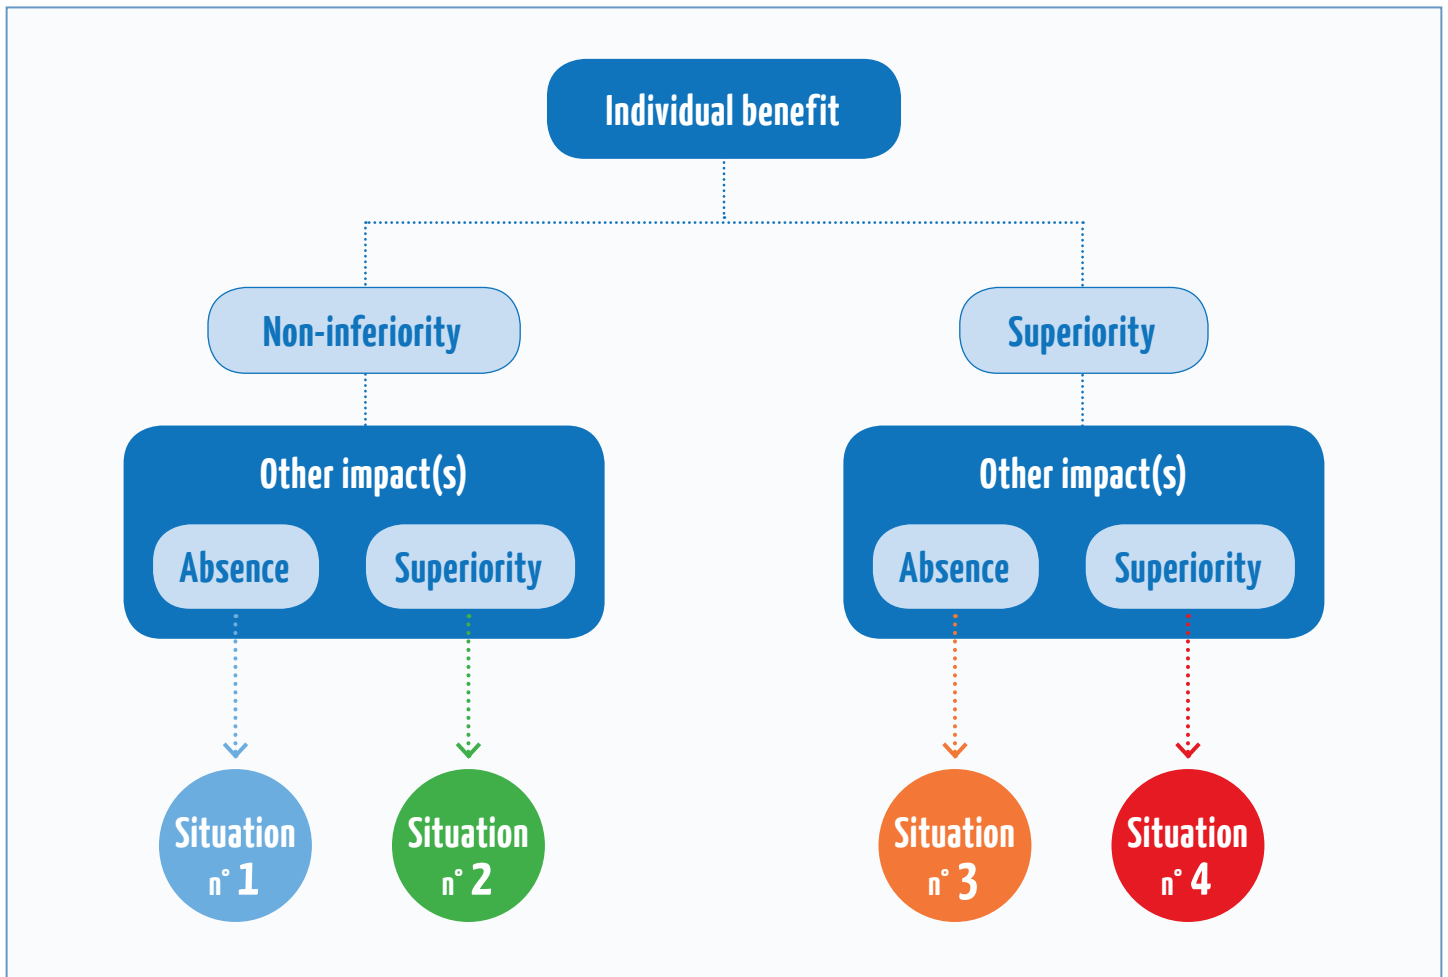 Individual benefit
Non-inferiority
Superiority
Other impact(s)
Other impact(s)
Absence
Superiority
Absence
Superiority
Situation
n° 1
Situation
n° 2
Situation
n° 3
Situation
n° 4